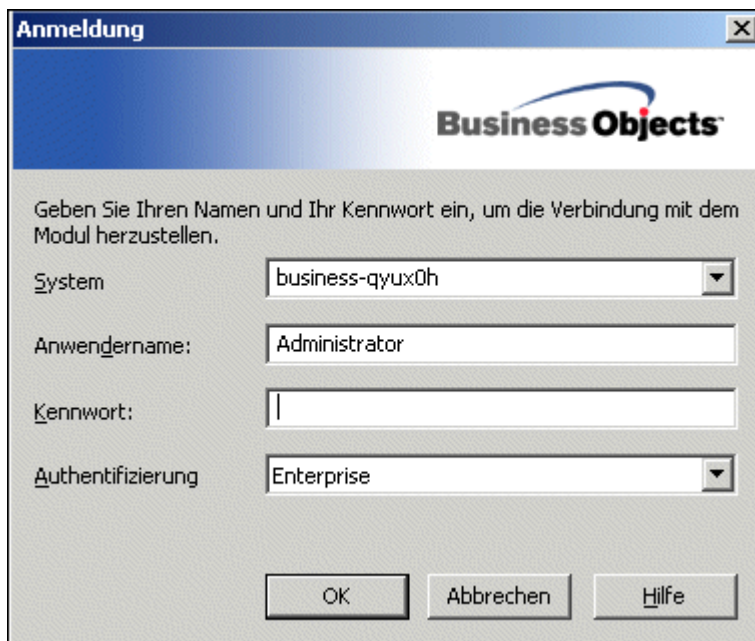 Anmeldung
Business Objects
Geben Sie Ihren Namen und Ihr Kennwort ein, um die Verbindung mit dem
Modul herzustellen.
System business-qyux0h
Anwendername: Administrator
Kennwort:
Authentifizierung Enterprise
OK Abbrechen Hilfe